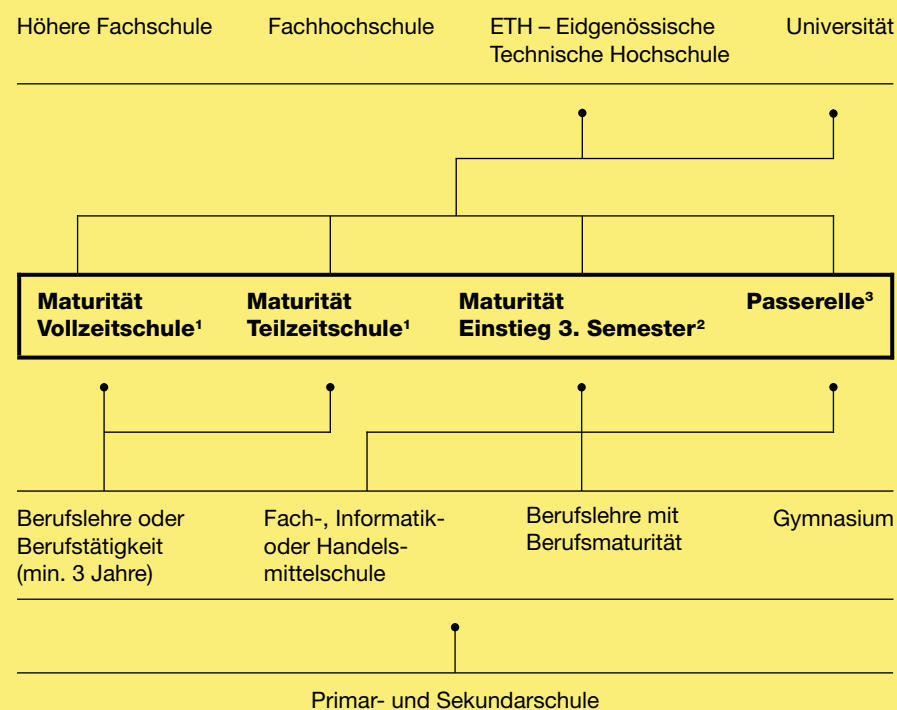 Höhere Fachschule
Fachhochschule
ETH – Eidgenössische
Technische Hochschule
Universität
Maturität
Vollzeitschule¹
Maturität
Teilzeitschule¹
Maturität
Einstieg 3. Semester²
Passerelle³
Berufslehre oder
Berufstätigkeit
(min. 3 Jahre)
Fach-, Informatik-
oder Handels-
mittelschule
Berufslehre mit
Berufsmaturität
Gymnasium
Primar- und Sekundarschule